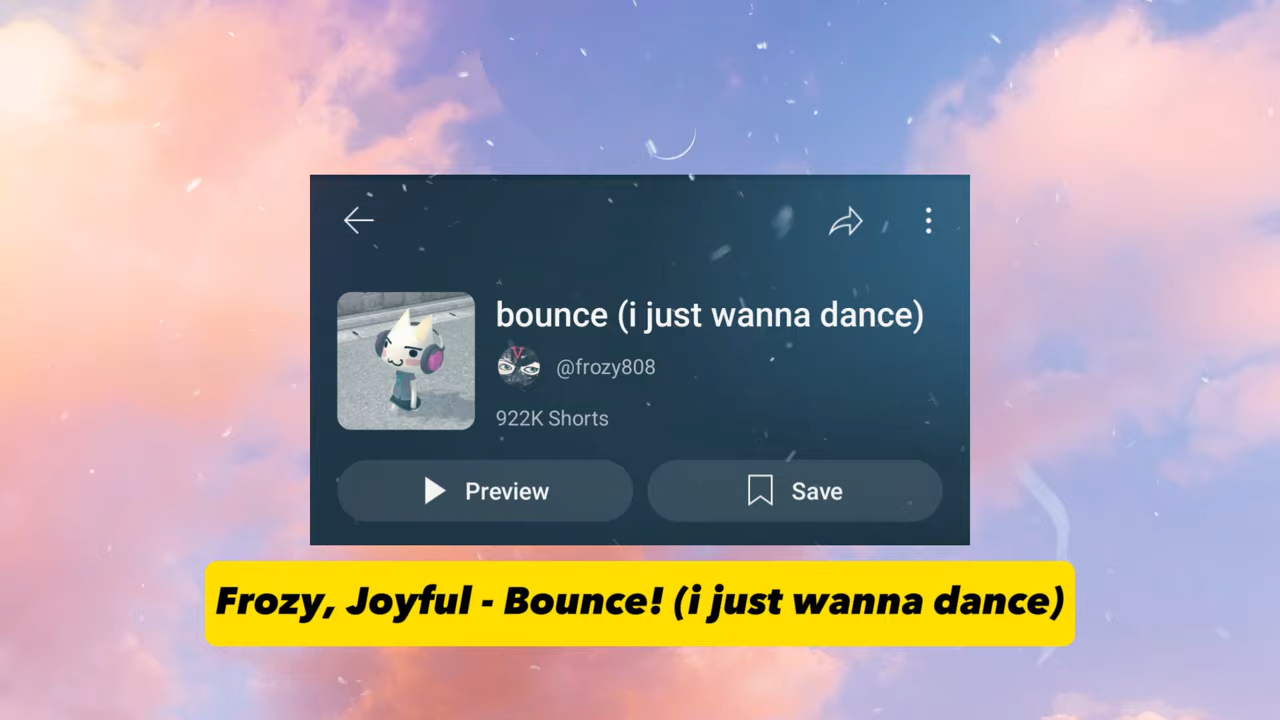 bounce (i just wanna dance)
@frozy808
922K Shorts
Preview
Save
Frozy, Joyful - Bounce! (i just wanna dance)